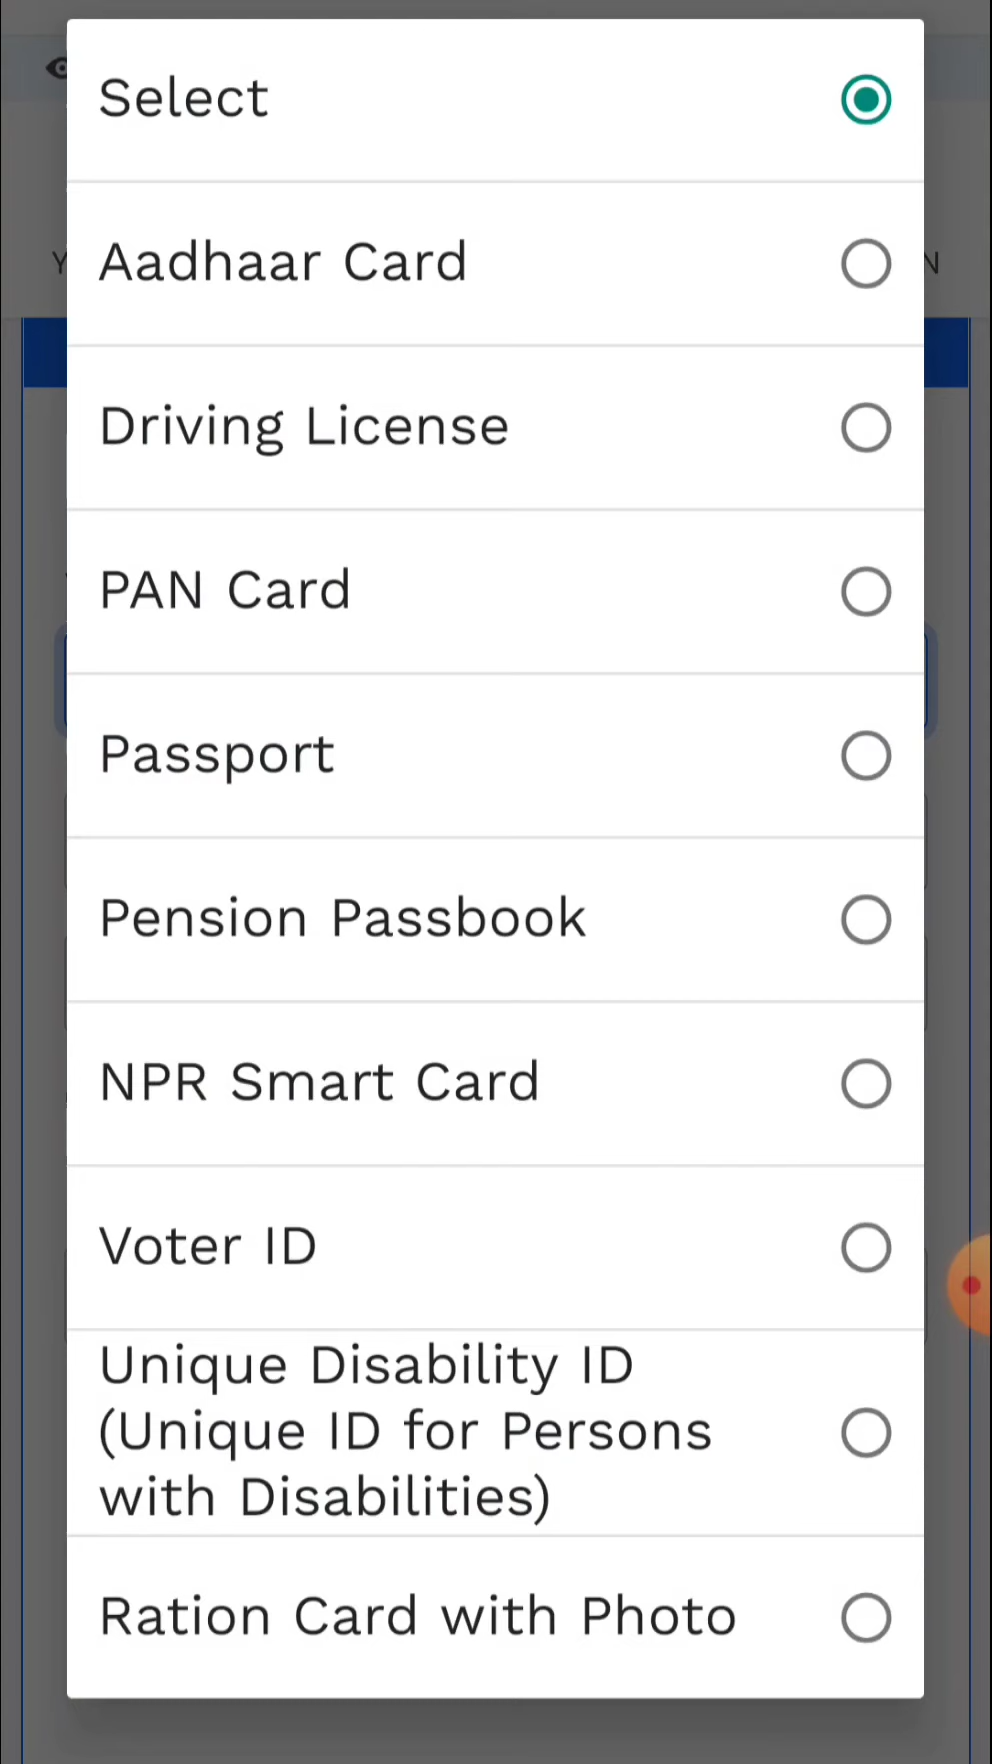 Select
Aadhaar Card
Y
N
Driving License
PAN Card
Passport
Pension Passbook
NPR Smart Card
Voter ID
Unique Disability ID
(Unique ID for Persons
with Disabilities)
Ration Card with Photo